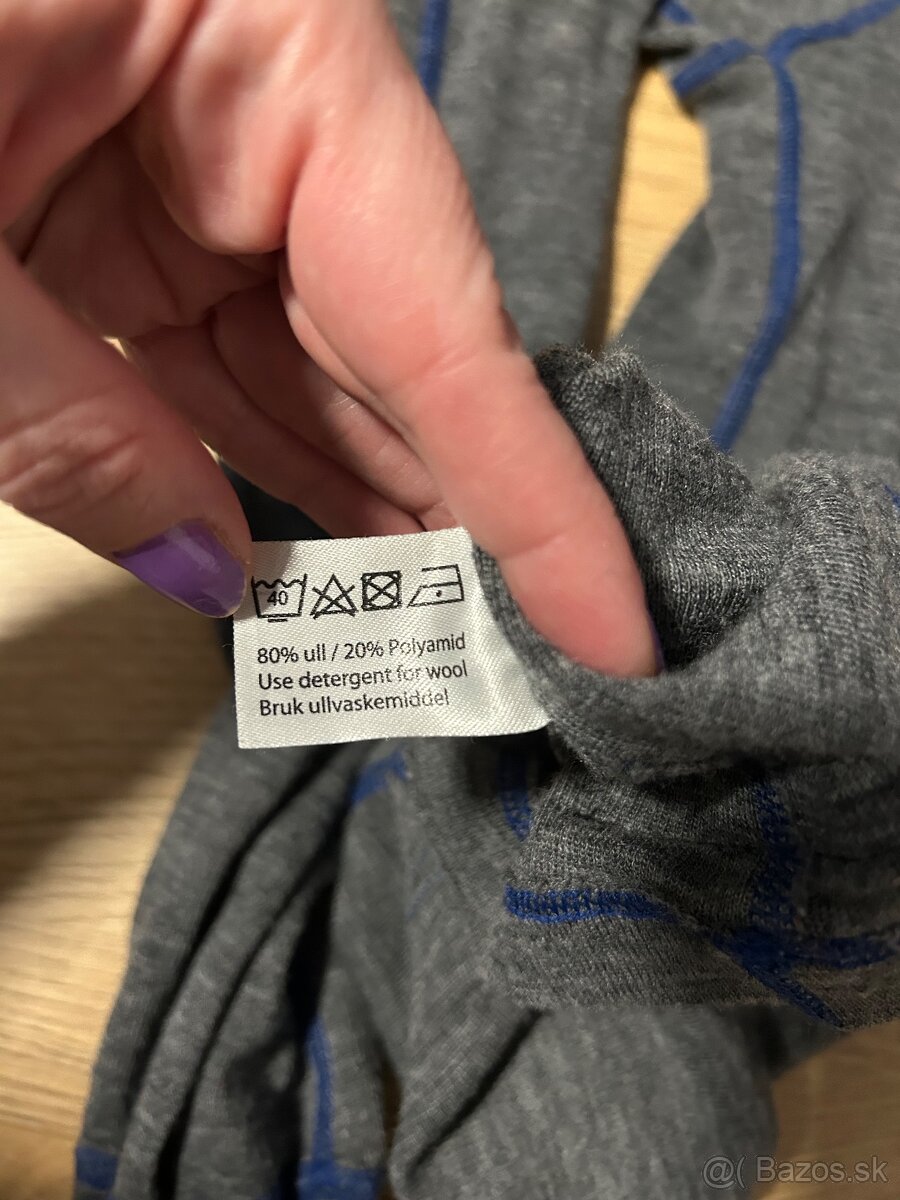 40
80% ull / 20% Polyamid
Use detergent for wool
Bruk ullvaskemiddel
@( Bazos.sk